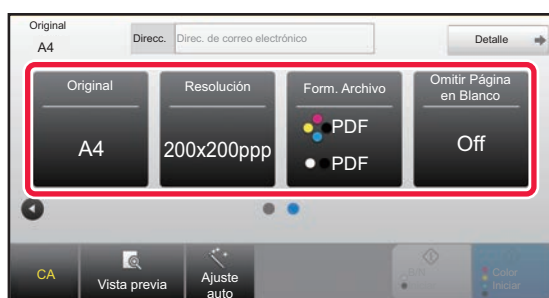 Original
A4
Direcc.
Direc. de correo electrónico
Detalle
Original
A4
Resolución
200x200ppp
Form. Archivo
PDF
PDF
Omitir Página
en Blanco
Off
CA
Vista previa
Ajuste
auto
Color
Iniciar